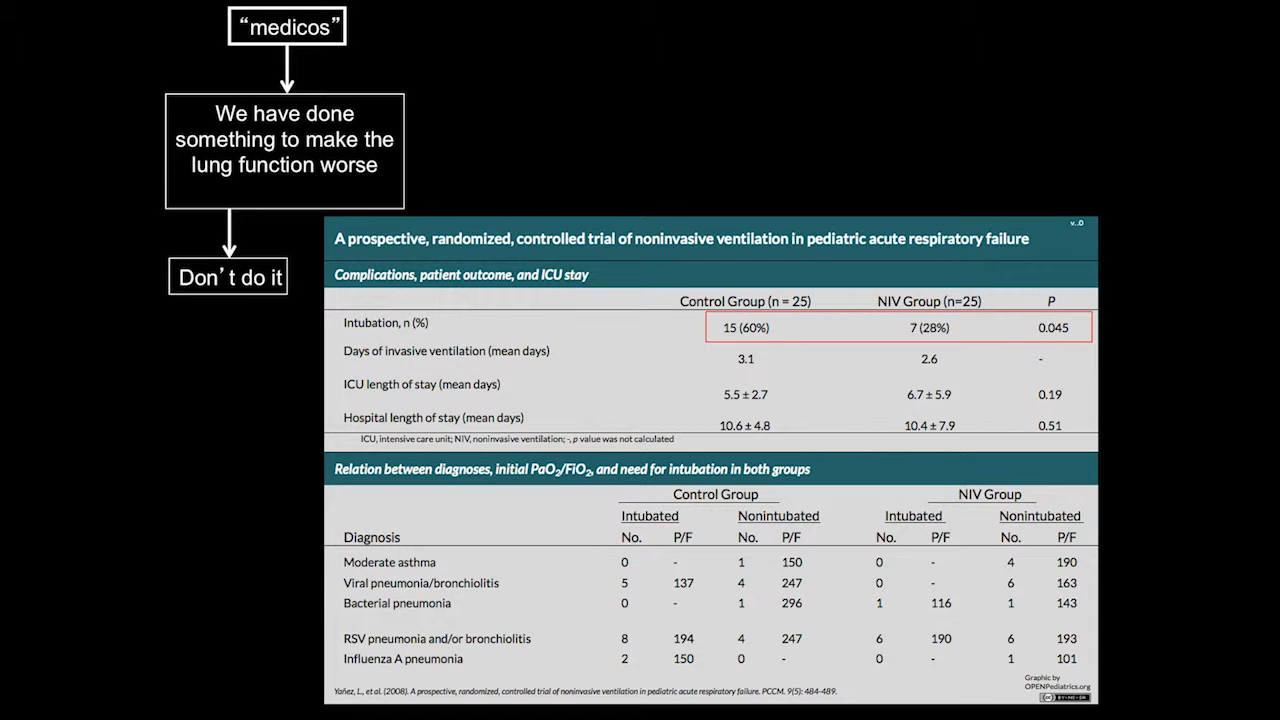 “medicos”
We have done
something to make the
lung function worse
Don’t do it
v..0
A prospective, randomized, controlled trial of noninvasive ventilation in pediatric acute respiratory failure
Complications, patient outcome, and ICU stay
Control Group (n = 25) NIV Group (n=25) P
Intubation, n (%) 15 (60%) 7 (28%) 0.045
Days of invasive ventilation (mean days) 3.1 2.6 -
ICU length of stay (mean days) 5.5 ± 2.7 6.7 ± 5.9 0.19
Hospital length of stay (mean days) 10.6 ± 4.8 10.4 ± 7.9 0.51
ICU, intensive care unit; NIV, noninvasive ventilation; -, p value was not calculated
Relation between diagnoses, initial PaO₂/FiO₂, and need for intubation in both groups
Control Group NIV Group
Intubated Nonintubated Intubated Nonintubated
Diagnosis No. P/F No. P/F No. P/F No. P/F
Moderate asthma 0 - 1 150 0 - 4 190
Viral pneumonia/bronchiolitis 5 137 4 247 0 - 6 163
Bacterial pneumonia 0 - 1 296 1 116 1 143
RSV pneumonia and/or bronchiolitis 8 194 4 247 6 190 6 193
Influenza A pneumonia 2 150 0 - 0 - 1 101
Yañez, L., et al. (2008). A prospective, randomized, controlled trial of noninvasive ventilation in pediatric acute respiratory failure. PCCM. 9(5): 484-489.
Graphic by
OPENPediatrics.org
cc BY-NC-SA